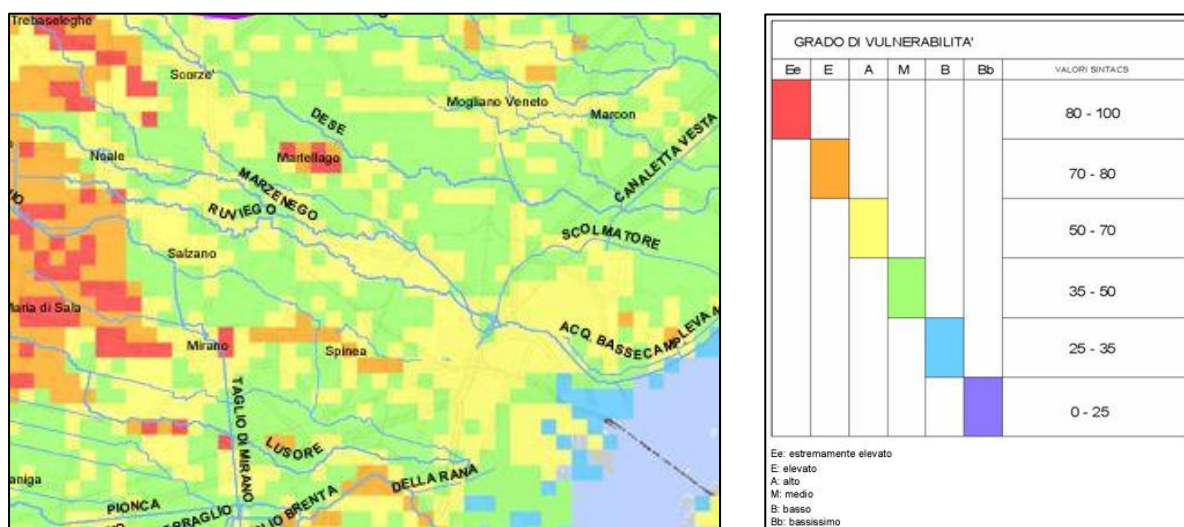 Trebaseleghe
Scorze'
Mogliano Veneto
Marcon
DESE
CANALETTA VESTA
Noale
Martellago
MARZENEGO
RUVIEGO
SCOLMATORE
Salzano
Maria di Sala
ACQ. BASSECAMPLEVA
Mirano
Spinea
TAGLIO DI MIRANO
LUSORE
DELLA RANA
PIONCA
BRENTA
GRADO DI VULNERABILITA'
Ee E A M B Bb VALORI SINTACS
80 - 100
70 - 80
50 - 70
35 - 50
25 - 35
0 - 25
Ee: estremamente elevato
E: elevato
A: alto
M: medio
B: basso
Bb: bassissimo